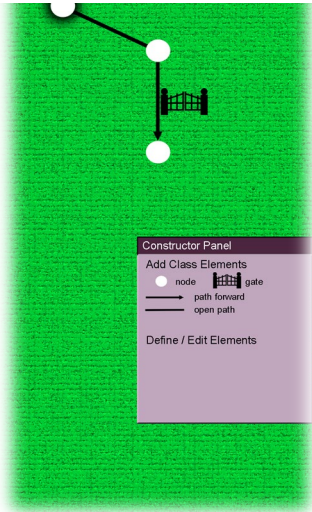 Constructor Panel
Add Class Elements
node gate
path forward
open path
Define / Edit Elements